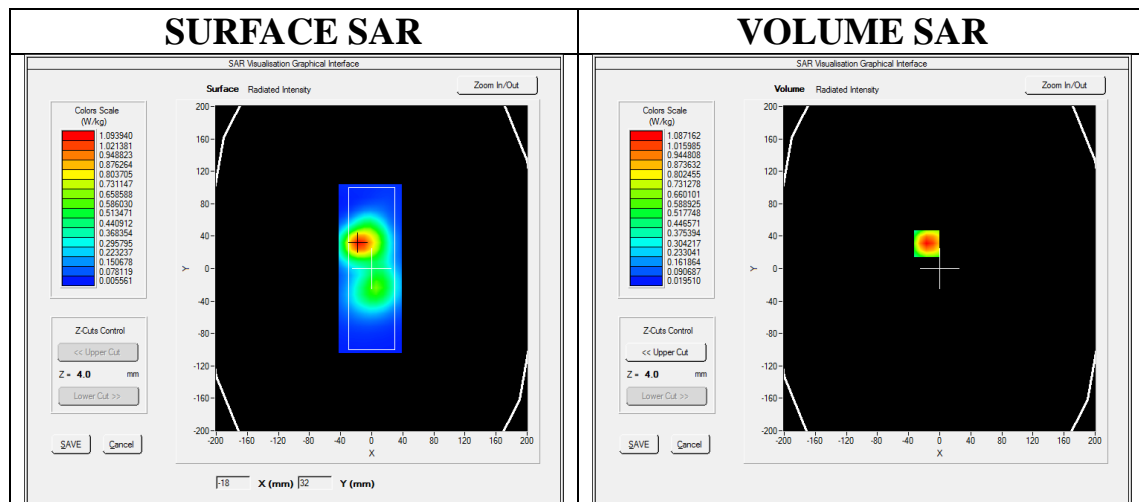 SURFACE SAR
SAR Visualisation Graphical Interface
Surface Radiated Intensity
Zoom In/Out
Colors Scale
(W/kg)
1.093940
1.021381
0.948823
0.876264
0.803705
0.731147
0.658588
0.586030
0.513471
0.440912
0.368354
0.295795
0.223237
0.150678
0.078119
0.005561
200
160
120
80
40
0
-40
-80
-120
-160
-200
Y
-200 -160 -120 -80 -40 0 40 80 120 160 200
X
Z-Cuts Control
<< Upper Cut
Z = 4.0 mm
Lower Cut >>
SAVE Cancel
-18 X (mm) 32 Y (mm)
VOLUME SAR
SAR Visualisation Graphical Interface
Volume Radiated Intensity
Zoom In/Out
Colors Scale
(W/kg)
1.087162
1.015985
0.944808
0.873632
0.802455
0.731278
0.660101
0.588925
0.517748
0.446571
0.375394
0.304217
0.233041
0.161864
0.090687
0.019510
200
160
120
80
40
0
-40
-80
-120
-160
-200
Y
-200 -160 -120 -80 -40 0 40 80 120 160 200
X
Z-Cuts Control
<< Upper Cut
Z = 4.0 mm
Lower Cut >>
SAVE Cancel